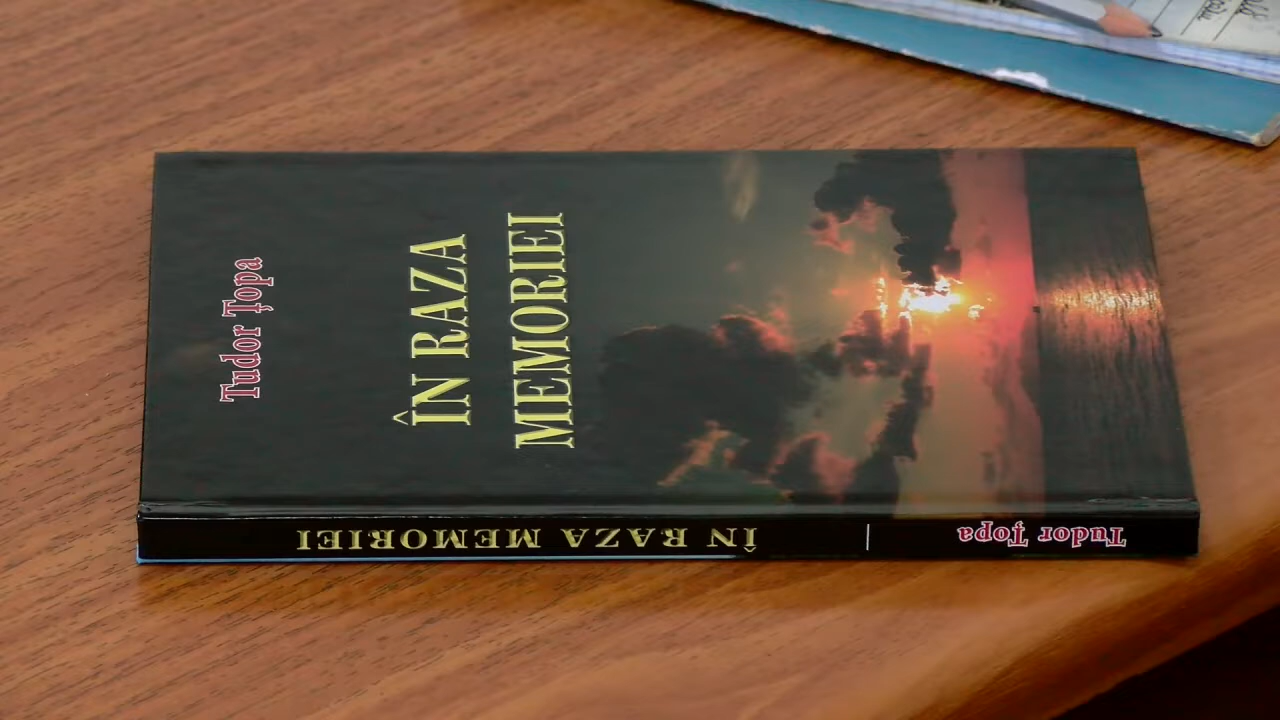 Tudor Țopa
ÎN RAZA
MEMORIEI
ÎN RAZA MEMORIEI
Tudor Țopa